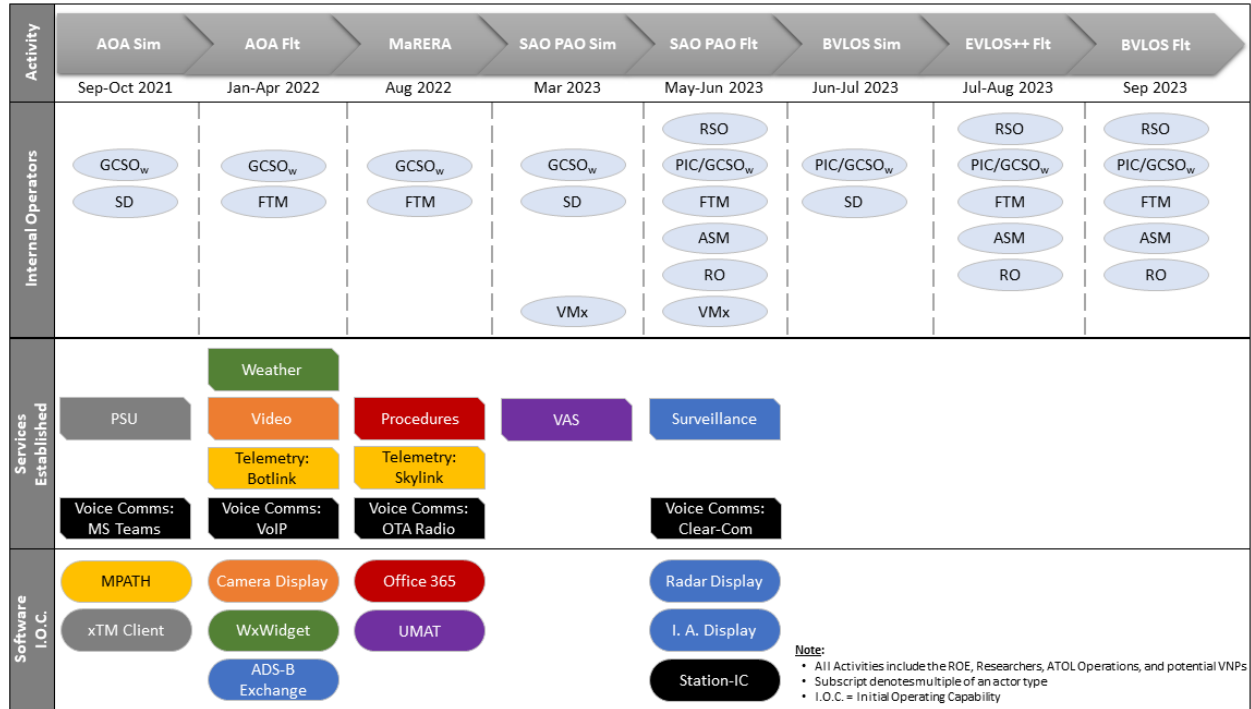 Activity
AOA Sim
AOA Flt
MaRERA
SAO PAO Sim
SAO PAO Flt
BVLOS Sim
EVLOS++ Flt
BVLOS Flt
Sep-Oct 2021
Jan-Apr 2022
Aug 2022
Mar 2023
May-Jun 2023
Jun-Jul 2023
Jul-Aug 2023
Sep 2023
Internal Operators
RSO
RSO
RSO
GCSOw
GCSOw
GCSOw
GCSOw
PIC/GCSOw
PIC/GCSOw
PIC/GCSOw
PIC/GCSOw
SD
FTM
FTM
SD
FTM
SD
FTM
FTM
ASM
ASM
ASM
RO
RO
RO
VMx
VMx
Services
Established
Weather
PSU
Video
Procedures
VAS
Surveillance
Telemetry:
Botlink
Telemetry:
Skylink
Voice Comms:
MS Teams
Voice Comms:
VoIP
Voice Comms:
OTA Radio
Voice Comms:
Clear-Com
Software
I.O.C.
MPATH
Camera Display
Office 365
Radar Display
xTM Client
WxWidget
UMAT
I. A. Display
ADS-B
Exchange
Station-IC
Note:
• All Activities include the ROE, Researchers, ATOL Operations, and potential VNPs
• Subscript denotes multiple of an actor type
• I.O.C. = Initial Operating Capability